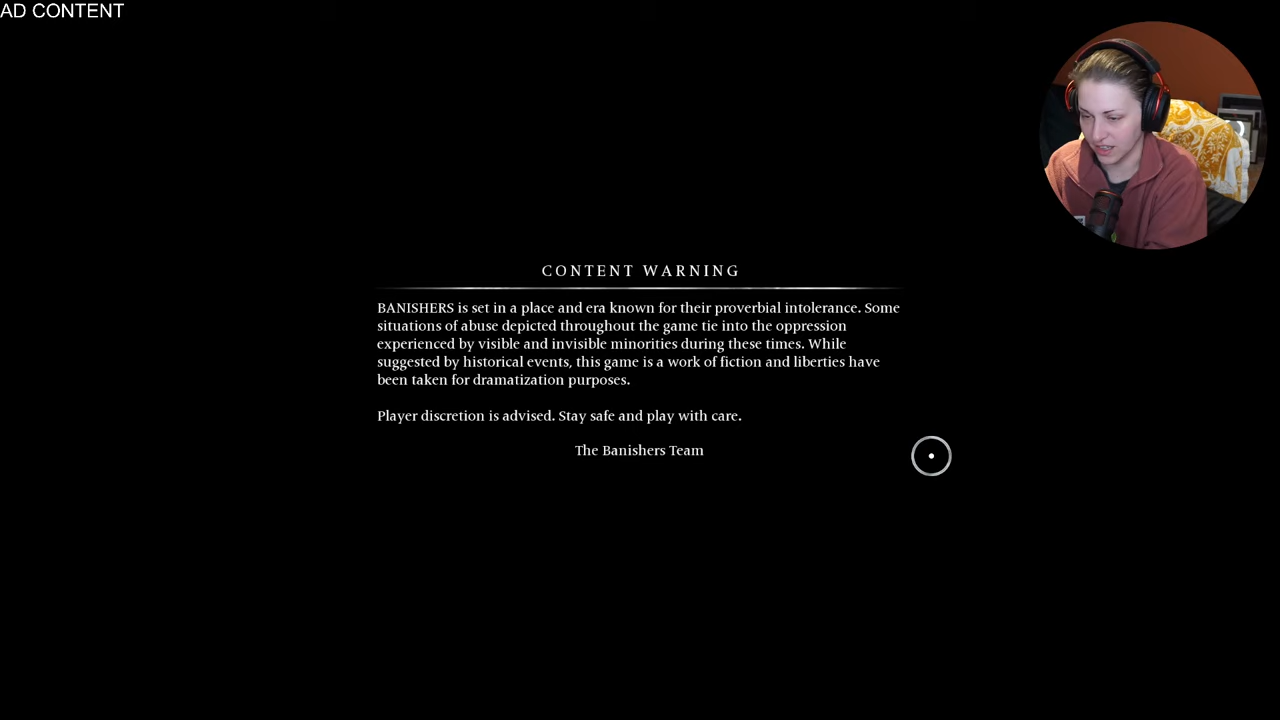 AD CONTENT
CONTENT WARNING
BANISHERS is set in a place and era known for their proverbial intolerance. Some
situations of abuse depicted throughout the game tie into the oppression
experienced by visible and invisible minorities during these times. While
suggested by historical events, this game is a work of fiction and liberties have
been taken for dramatization purposes.
Player discretion is advised. Stay safe and play with care.
The Banishers Team